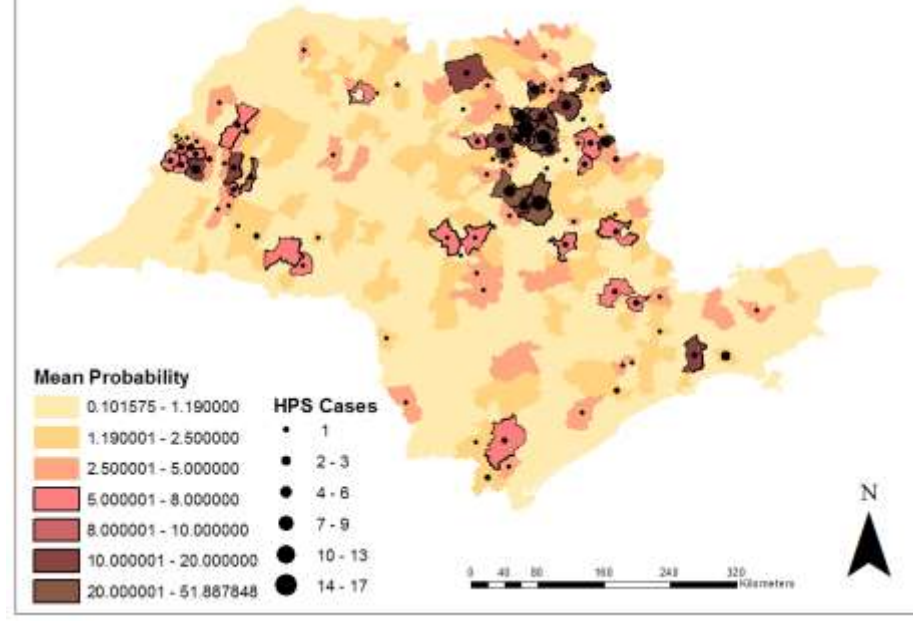 Mean Probability
0.101575 - 1.190000
1.190001 - 2.500000
2.500001 - 5.000000
5.000001 - 8.000000
8.000001 - 10.000000
10.000001 - 20.000000
20.000001 - 51.887848
HPS Cases
1
2 - 3
4 - 6
7 - 9
10 - 13
14 - 17
N
0 40 80 160 240 320
Kilometers